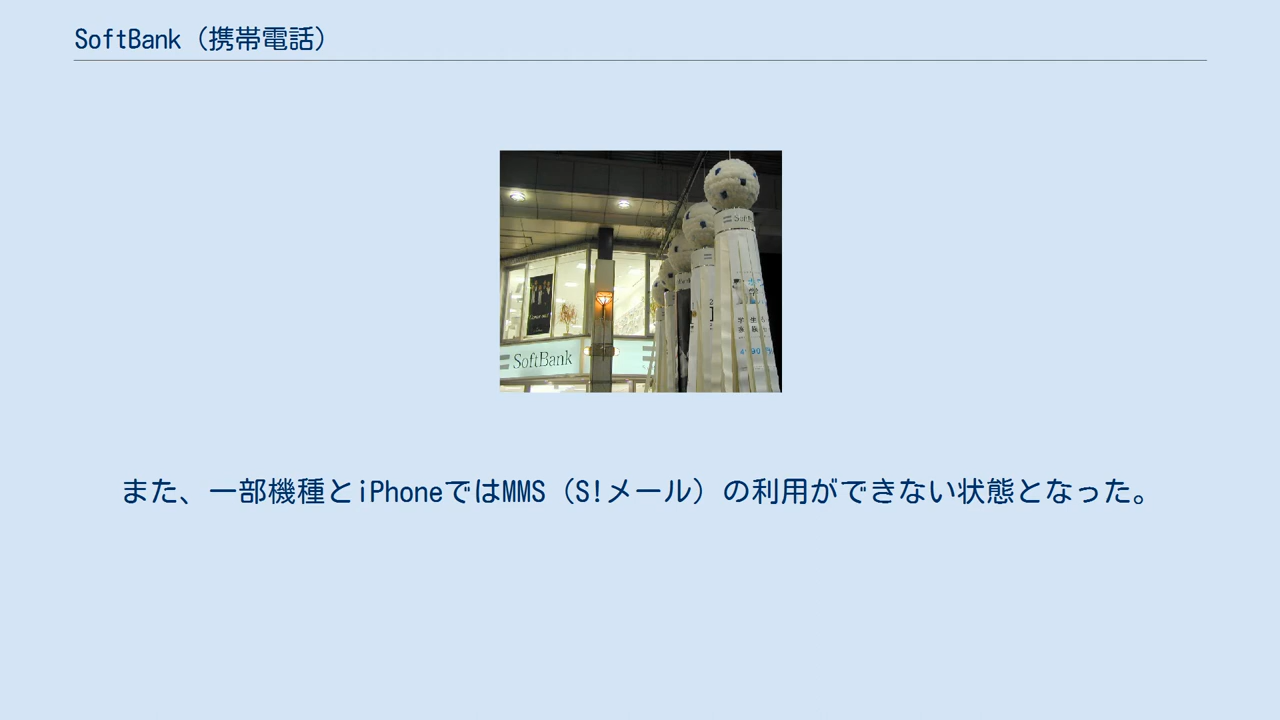 SoftBank（携帯電話）
SoftBank
SoftB
また、一部機種とiPhoneではMMS（S!メール）の利用ができない状態となった。